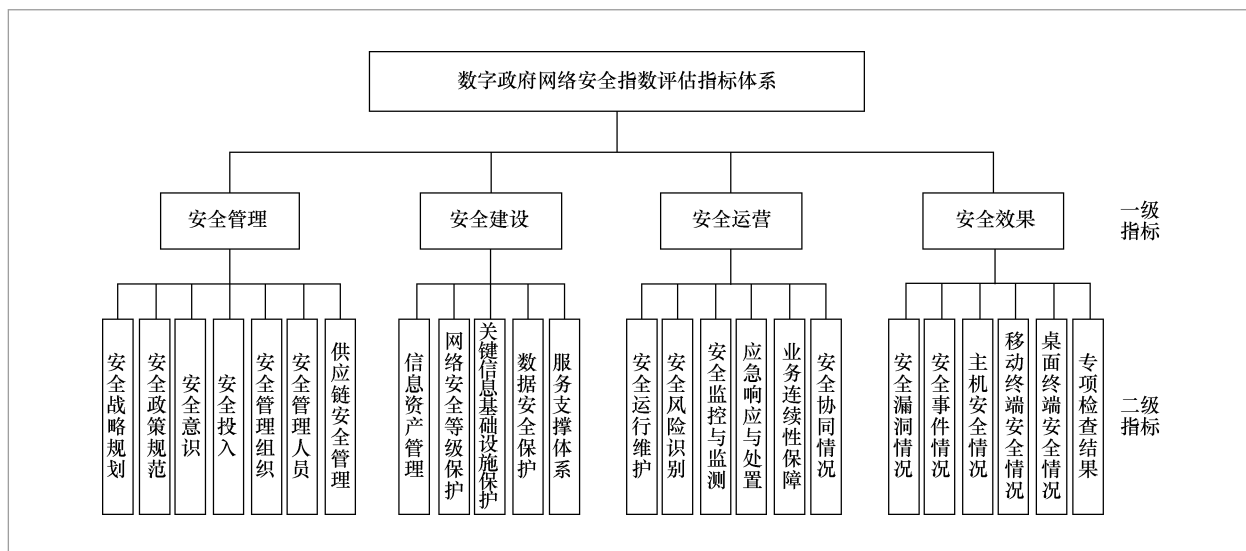 数字政府网络安全指数评估指标体系
安全管理
安全建设
安全运营
安全效果
一级
指标
安全战略规划
安全政策规范
安全意识
安全投入
安全管理组织
安全管理人员
供应链安全管理
信息资产管理
网络安全等级保护
关键信息基础设施保护
数据安全保护
服务支撑体系
安全运行维护
安全风险识别
安全监控与监测
应急响应与处置
业务连续性保障
安全协同情况
安全漏洞情况
安全事件情况
主机安全情况
移动终端安全情况
桌面终端安全情况
专项检查结果
二级
指标